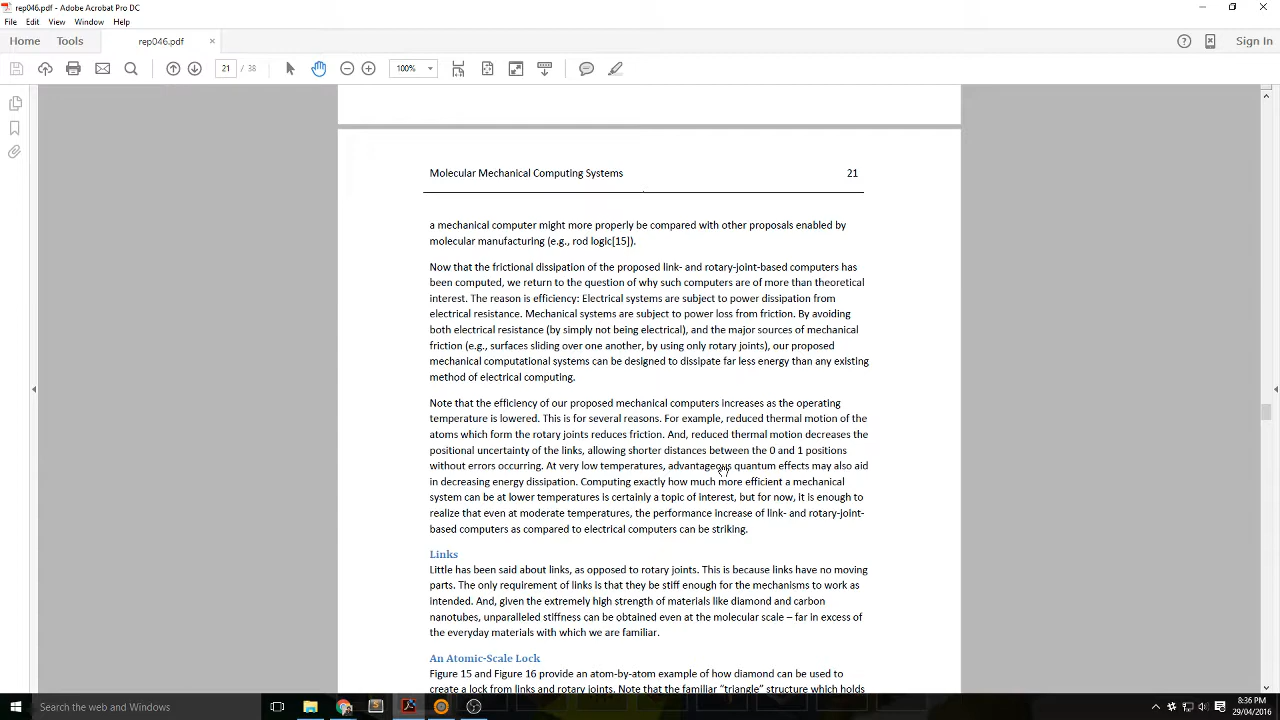 rep046.pdf - Adobe Acrobat Pro DC
File Edit View Window Help
Home Tools rep046.pdf × Sign In
21 / 38 100%
Molecular Mechanical Computing Systems 21
a mechanical computer might more properly be compared with other proposals enabled by
molecular manufacturing (e.g., rod logic[15]).
Now that the frictional dissipation of the proposed link- and rotary-joint-based computers has
been computed, we return to the question of why such computers are of more than theoretical
interest. The reason is efficiency: Electrical systems are subject to power dissipation from
electrical resistance. Mechanical systems are subject to power loss from friction. By avoiding
both electrical resistance (by simply not being electrical), and the major sources of mechanical
friction (e.g., surfaces sliding over one another, by using only rotary joints), our proposed
mechanical computational systems can be designed to dissipate far less energy than any existing
method of electrical computing.
Note that the efficiency of our proposed mechanical computers increases as the operating
temperature is lowered. This is for several reasons. For example, reduced thermal motion of the
atoms which form the rotary joints reduces friction. And, reduced thermal motion decreases the
positional uncertainty of the links, allowing shorter distances between the 0 and 1 positions
without errors occurring. At very low temperatures, advantageous quantum effects may also aid
in decreasing energy dissipation. Computing exactly how much more efficient a mechanical
system can be at lower temperatures is certainly a topic of interest, but for now, it is enough to
realize that even at moderate temperatures, the performance increase of link- and rotary-joint-
based computers as compared to electrical computers can be striking.
Links
Little has been said about links, as opposed to rotary joints. This is because links have no moving
parts. The only requirement of links is that they be stiff enough for the mechanisms to work as
intended. And, given the extremely high strength of materials like diamond and carbon
nanotubes, unparalleled stiffness can be obtained even at the molecular scale – far in excess of
the everyday materials with which we are familiar.
An Atomic-Scale Lock
Figure 15 and Figure 16 provide an atom-by-atom example of how diamond can be used to
create a lock from links and rotary joints. Note that the familiar “triangle” structure which holds
Search the web and Windows
8:36 PM
29/04/2016